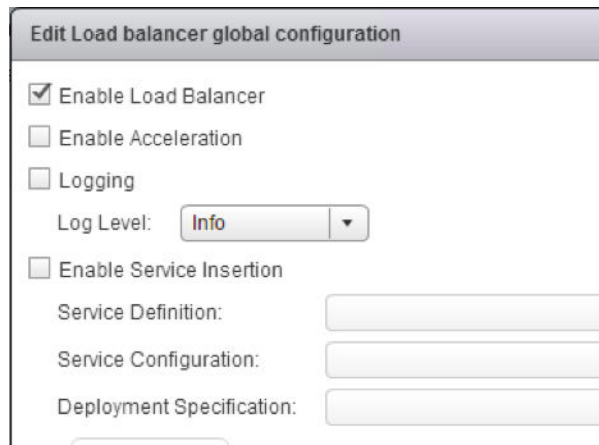 Edit Load balancer global configuration
Enable Load Balancer
Enable Acceleration
Logging
Log Level: Info
Enable Service Insertion
Service Definition:
Service Configuration:
Deployment Specification: